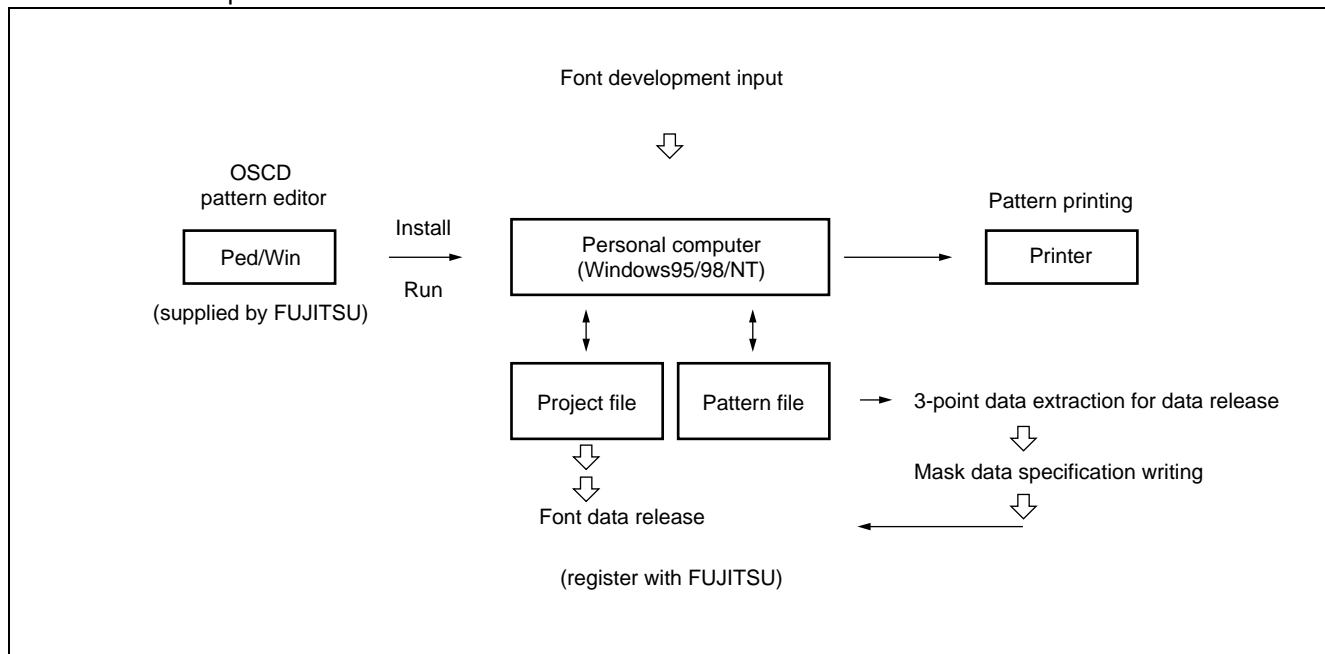 Font development input
OSCD
pattern editor
Ped/Win
(supplied by FUJITSU)
Install
Run
Personal computer
(Windows95/98/NT)
Pattern printing
Printer
Project file
Pattern file
3-point data extraction for data release
Mask data specification writing
Font data release
(register with FUJITSU)